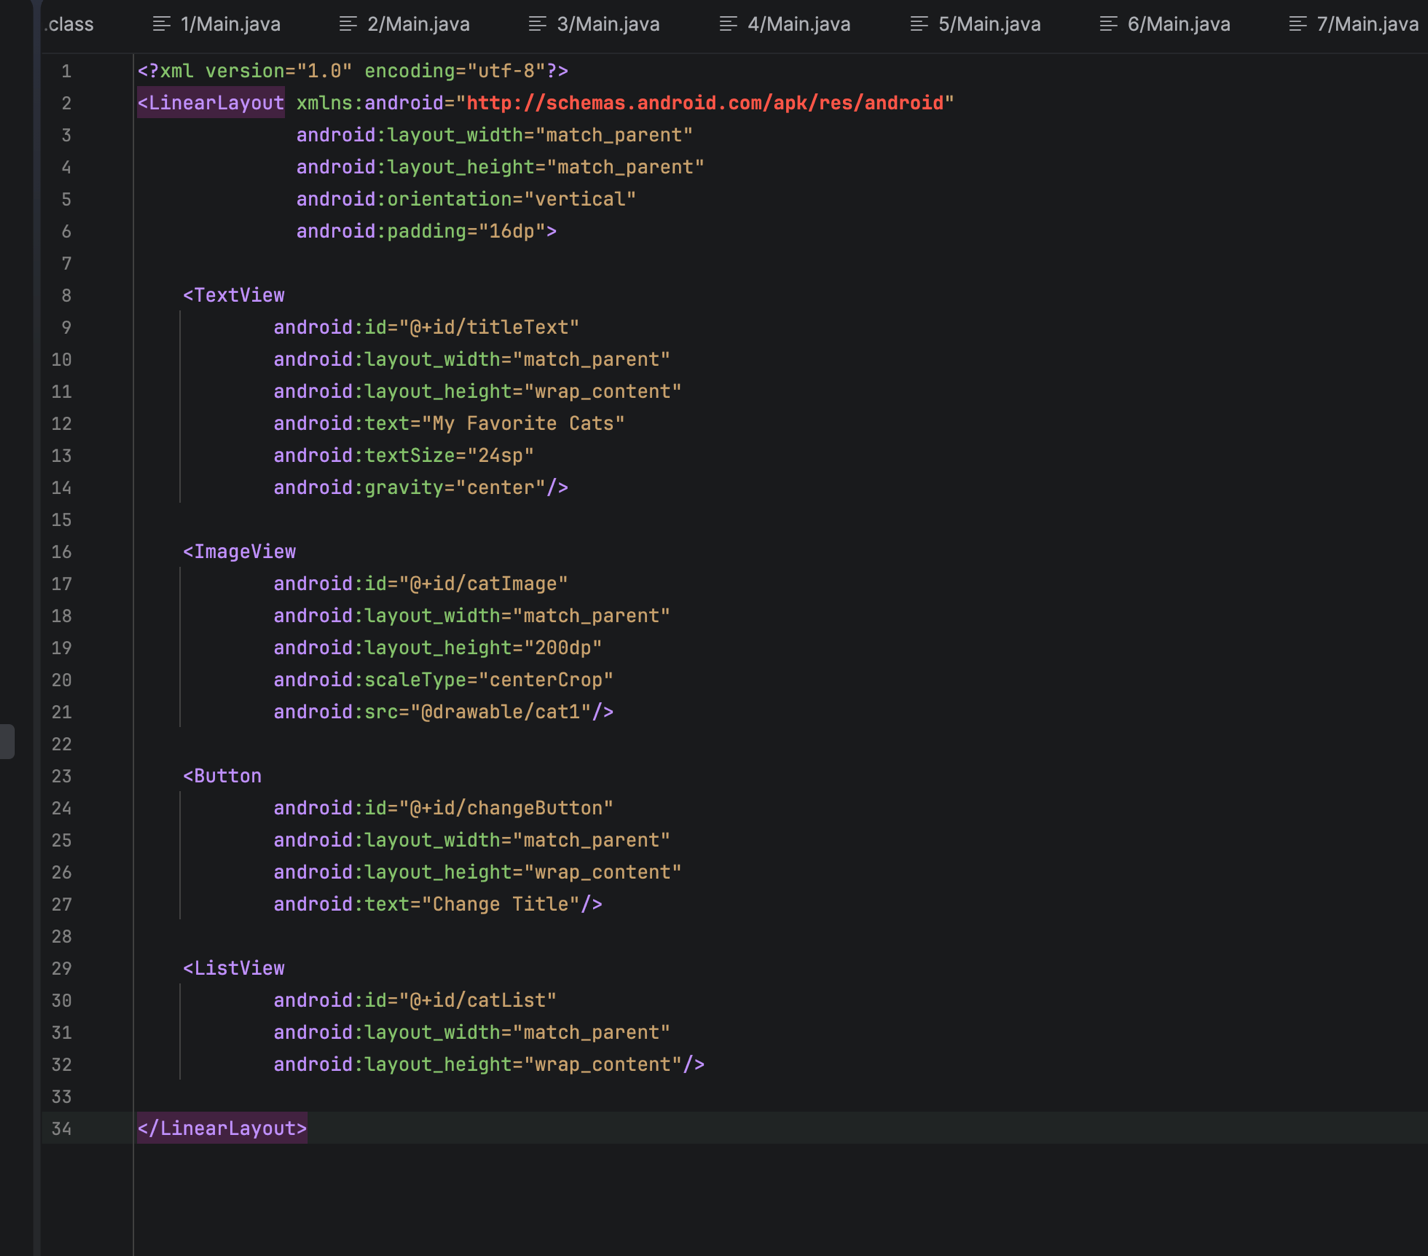 .class
1/Main.java
2/Main.java
3/Main.java
4/Main.java
5/Main.java
6/Main.java
7/Main.java
1 <?xml version="1.0" encoding="utf-8"?>
2 <LinearLayout xmlns:android="http://schemas.android.com/apk/res/android"
3 android:layout_width="match_parent"
4 android:layout_height="match_parent"
5 android:orientation="vertical"
6 android:padding="16dp">
7
8 <TextView
9 android:id="@+id/titleText"
10 android:layout_width="match_parent"
11 android:layout_height="wrap_content"
12 android:text="My Favorite Cats"
13 android:textSize="24sp"
14 android:gravity="center"/>
15
16 <ImageView
17 android:id="@+id/catImage"
18 android:layout_width="match_parent"
19 android:layout_height="200dp"
20 android:scaleType="centerCrop"
21 android:src="@drawable/cat1"/>
22
23 <Button
24 android:id="@+id/changeButton"
25 android:layout_width="match_parent"
26 android:layout_height="wrap_content"
27 android:text="Change Title"/>
28
29 <ListView
30 android:id="@+id/catList"
31 android:layout_width="match_parent"
32 android:layout_height="wrap_content"/>
33
34 </LinearLayout>